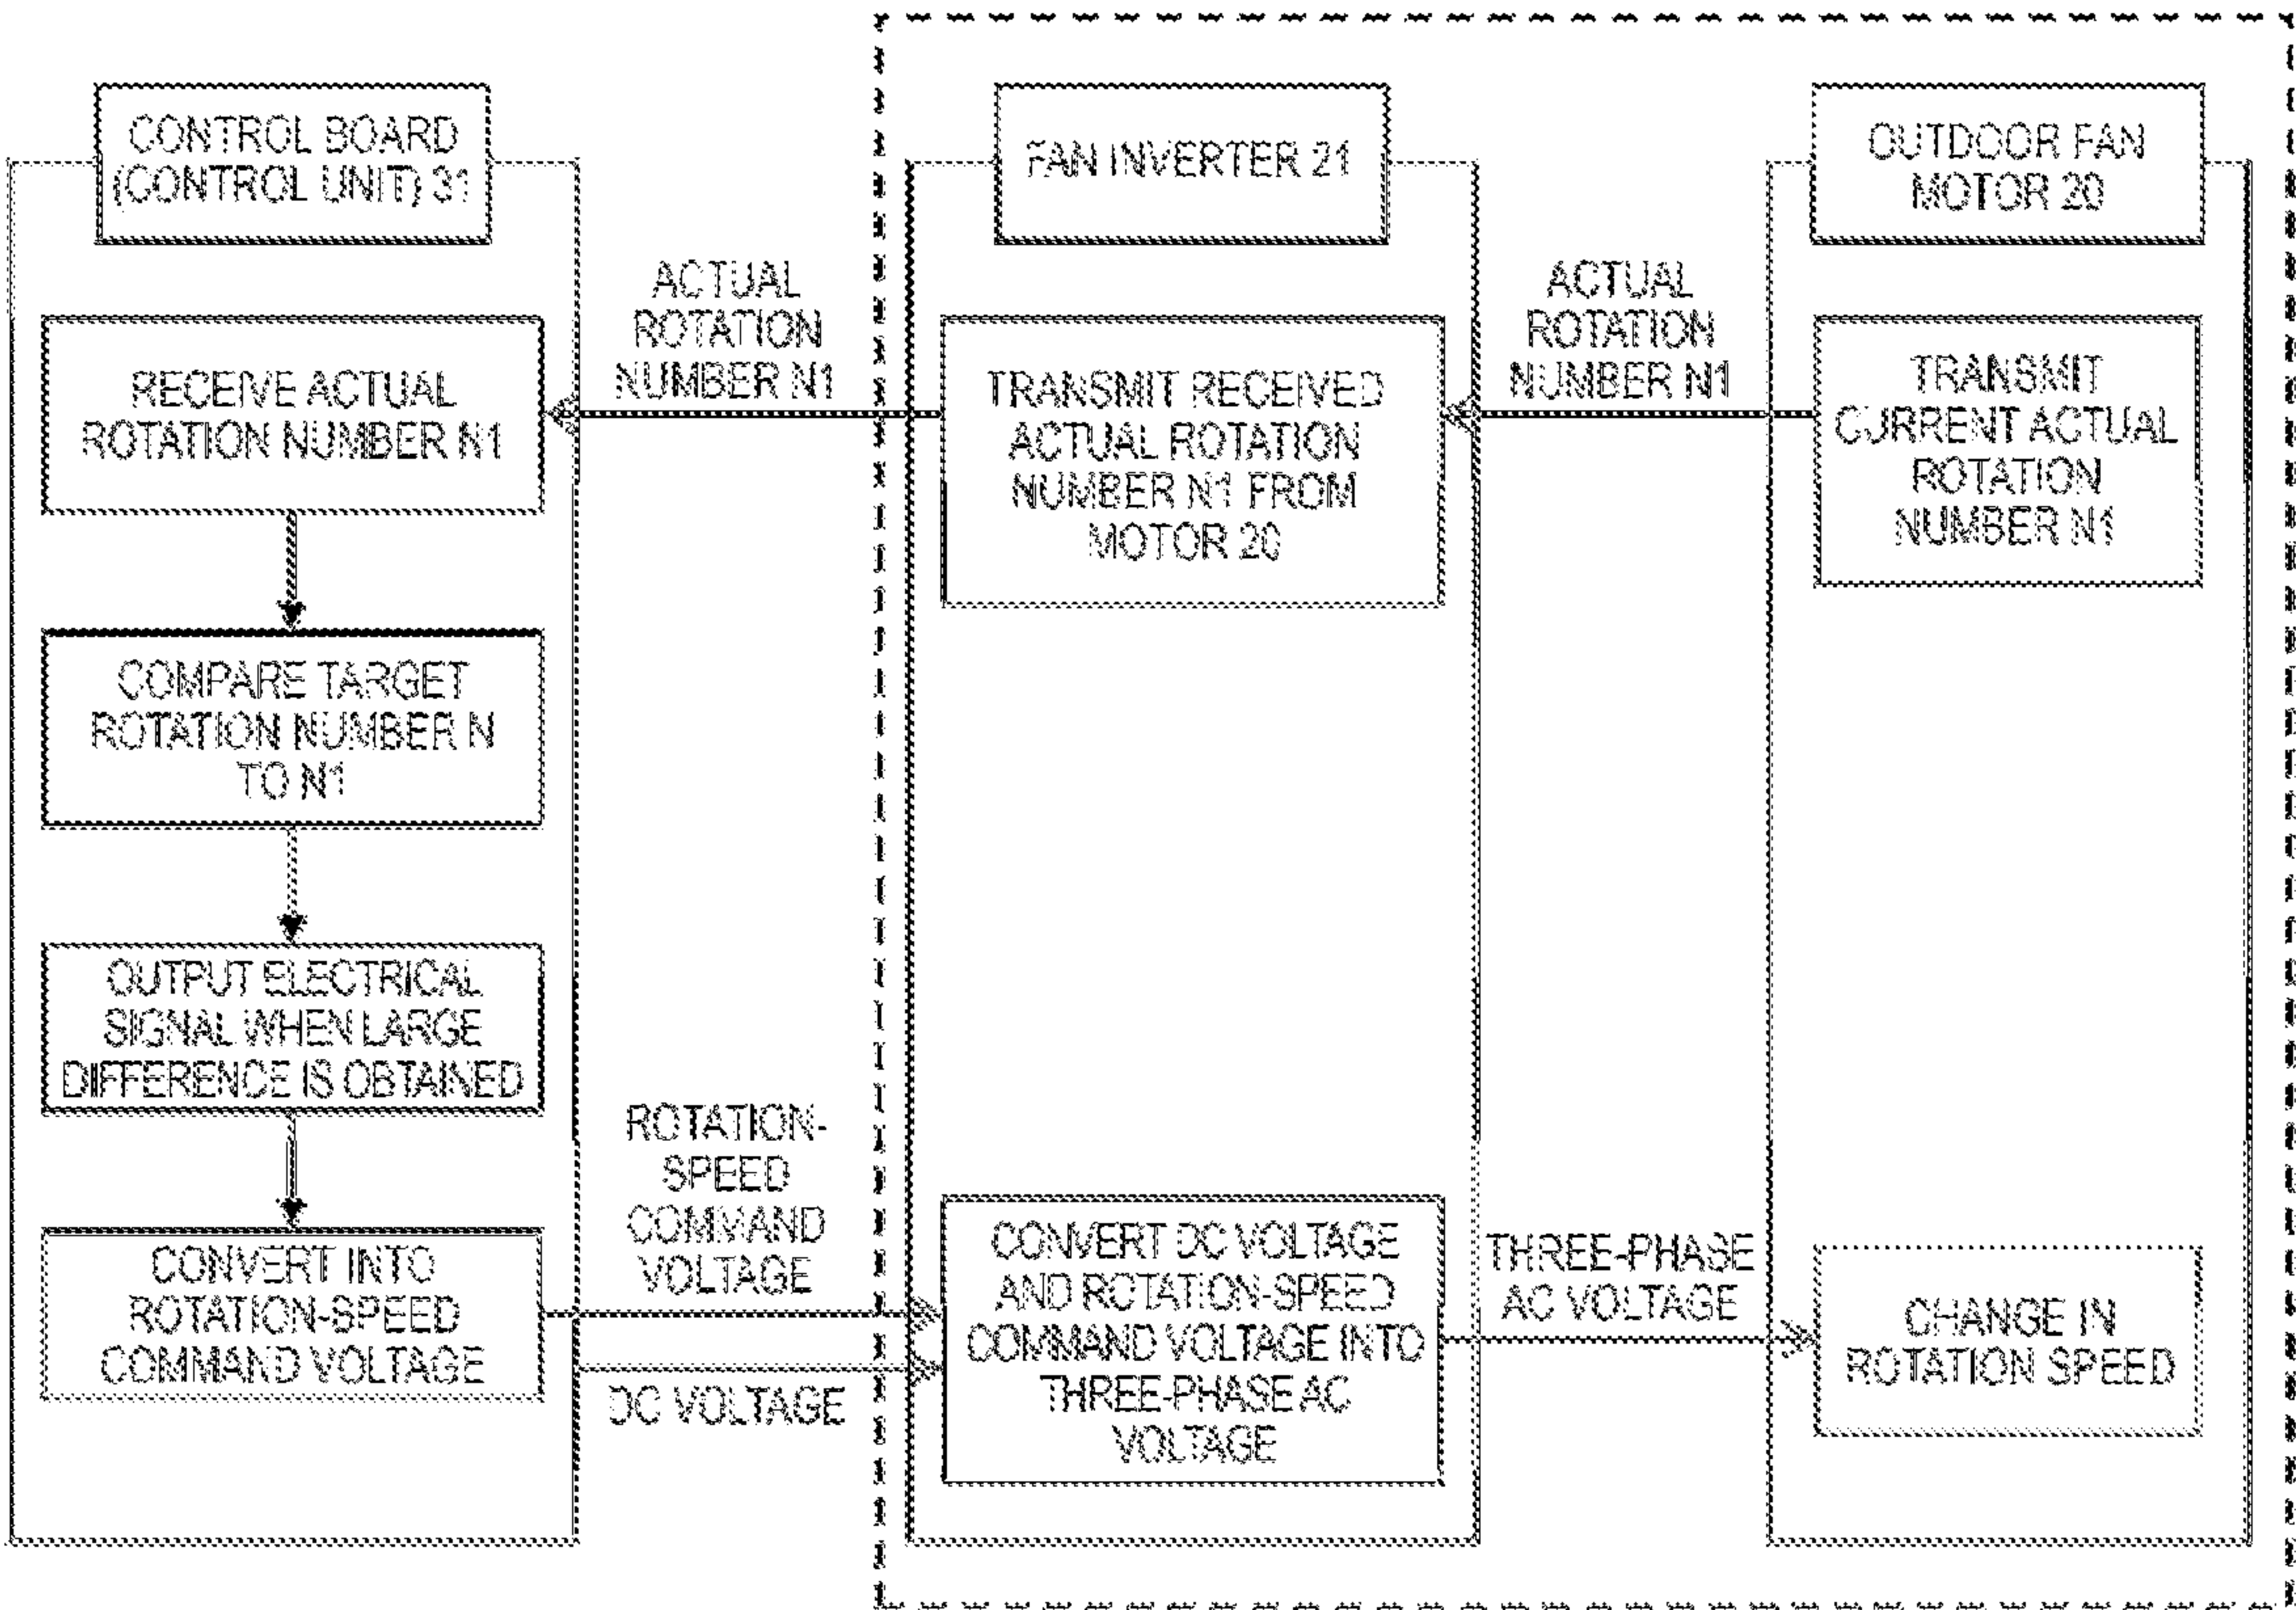 CONTROL BOARD
(CONTROL UNIT) 31
RECEIVE ACTUAL
ROTATION NUMBER N1
COMPARE TARGET
ROTATION NUMBER N
TO N1
OUTPUT ELECTRICAL
SIGNAL WHEN LARGE
DIFFERENCE IS OBTAINED
CONVERT INTO
ROTATION-SPEED
COMMAND VOLTAGE
ACTUAL
ROTATION
NUMBER N1
ROTATION-
SPEED
COMMAND
VOLTAGE
DC VOLTAGE
FAN INVERTER 21
TRANSMIT RECEIVED
ACTUAL ROTATION
NUMBER N1 FROM
MOTOR 20
CONVERT DC VOLTAGE
AND ROTATION-SPEED
COMMAND VOLTAGE INTO
THREE-PHASE AC
VOLTAGE
ACTUAL
ROTATION
NUMBER N1
THREE-PHASE
AC VOLTAGE
OUTDOOR FAN
MOTOR 20
TRANSMIT
CURRENT ACTUAL
ROTATION
NUMBER N1
CHANGE IN
ROTATION SPEED